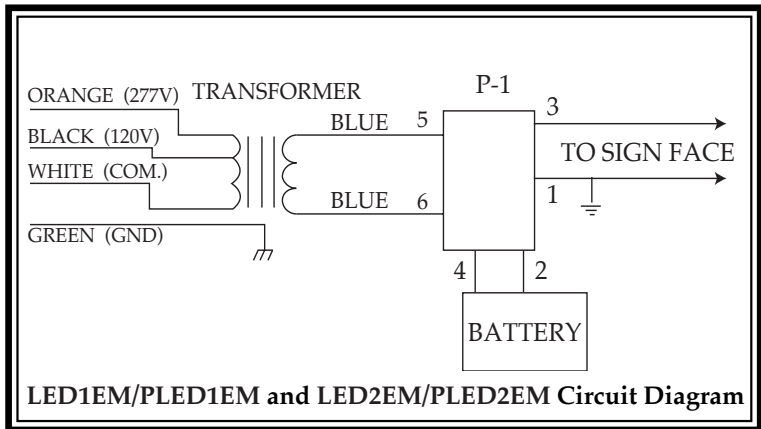 ORANGE (277V)
TRANSFORMER
P-1
BLACK (120V)
BLUE 5
3
TO SIGN FACE
WHITE (COM.)
BLUE 6
1
GREEN (GND)
4
2
BATTERY
LED1EM/PLED1EM and LED2EM/PLED2EM Circuit Diagram